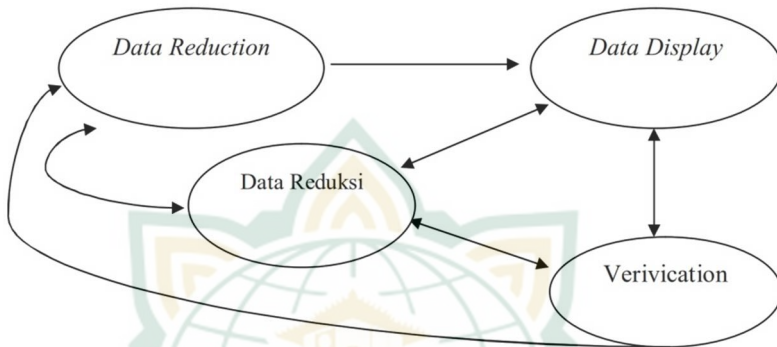 Data Reduction
Data Display
Data Reduksi
Verivication